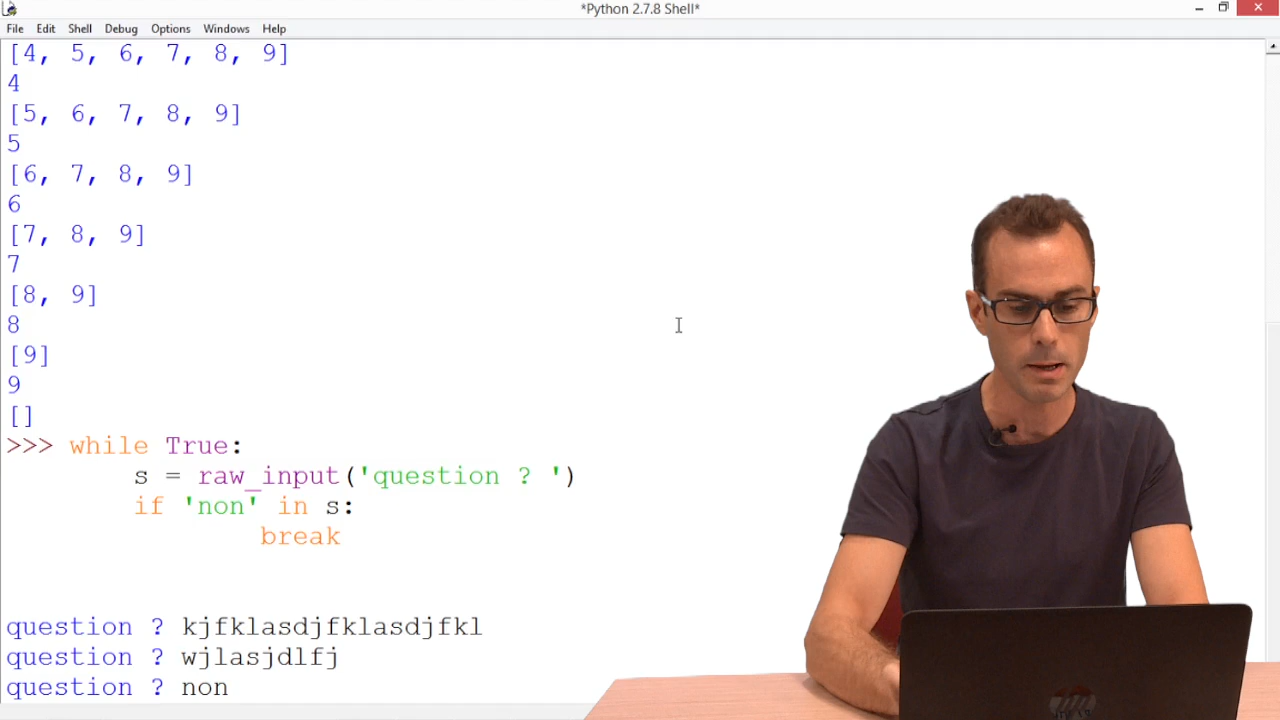 *Python 2.7.8 Shell*
File Edit Shell Debug Options Windows Help
[4, 5, 6, 7, 8, 9]
4
[5, 6, 7, 8, 9]
5
[6, 7, 8, 9]
6
[7, 8, 9]
7
[8, 9]
8
[9]
9
[]
>>> while True:
s = raw_input('question ? ')
if 'non' in s:
break
question ? kjfklasdjfklasdjfkl
question ? wjlasjdlfj
question ? non